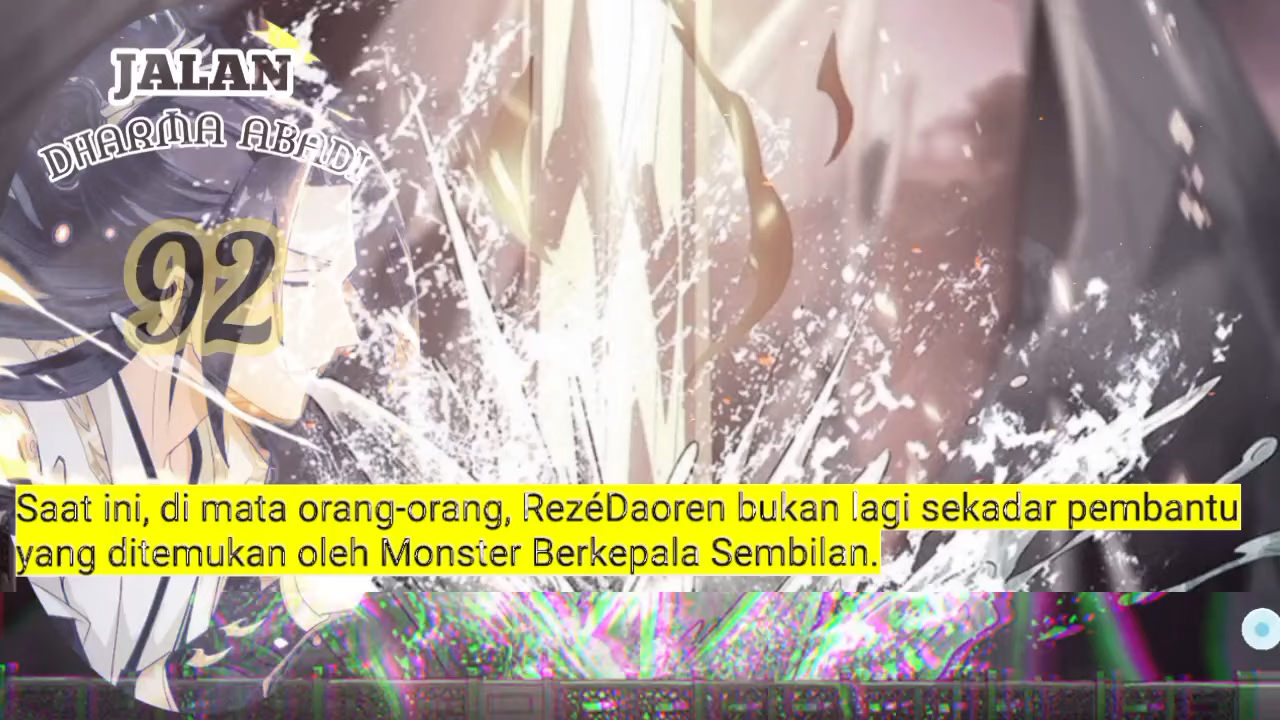 JALAN
DHARMA ABADI
92
Saat ini, di mata orang-orang, RezéDaoren bukan lagi sekadar pembantu
yang ditemukan oleh Monster Berkepala Sembilan.